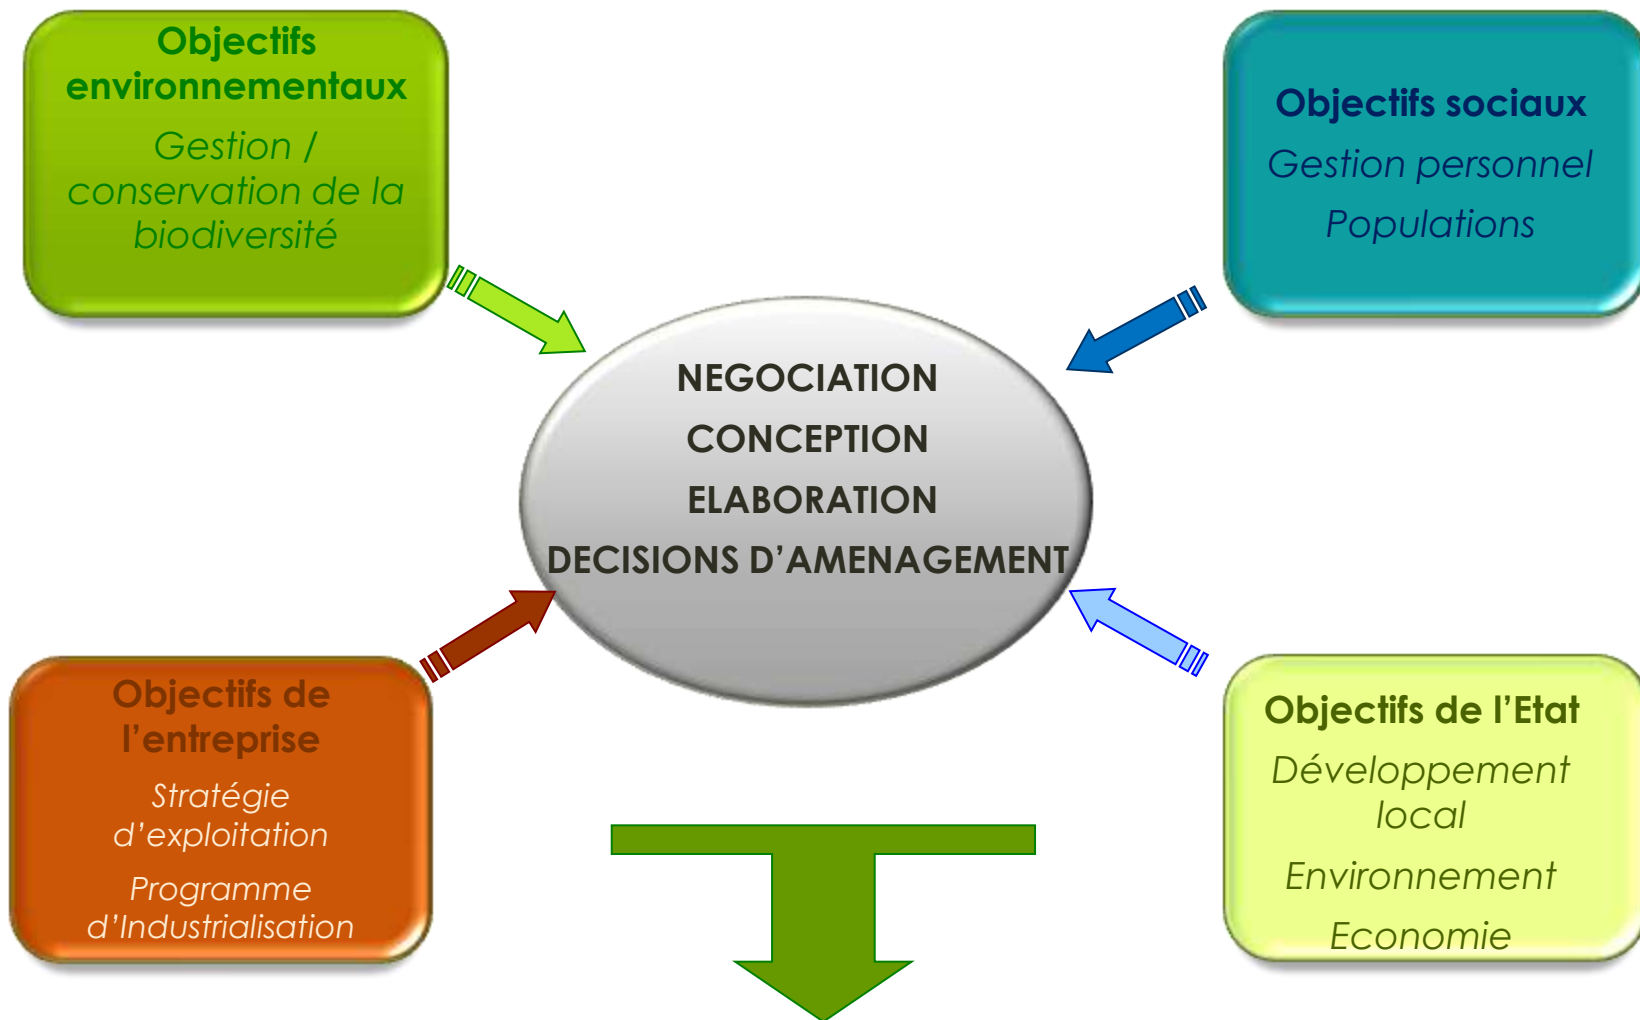 Objectifs
environnementaux
Gestion /
conservation de la
biodiversité
Objectifs sociaux
Gestion personnel
Populations
NEGOCIATION
CONCEPTION
ELABORATION
DECISIONS D’AMENAGEMENT
Objectifs de
l’entreprise
Stratégie
d’exploitation
Programme
d’Industrialisation
Objectifs de l’Etat
Développement
local
Environnement
Economie